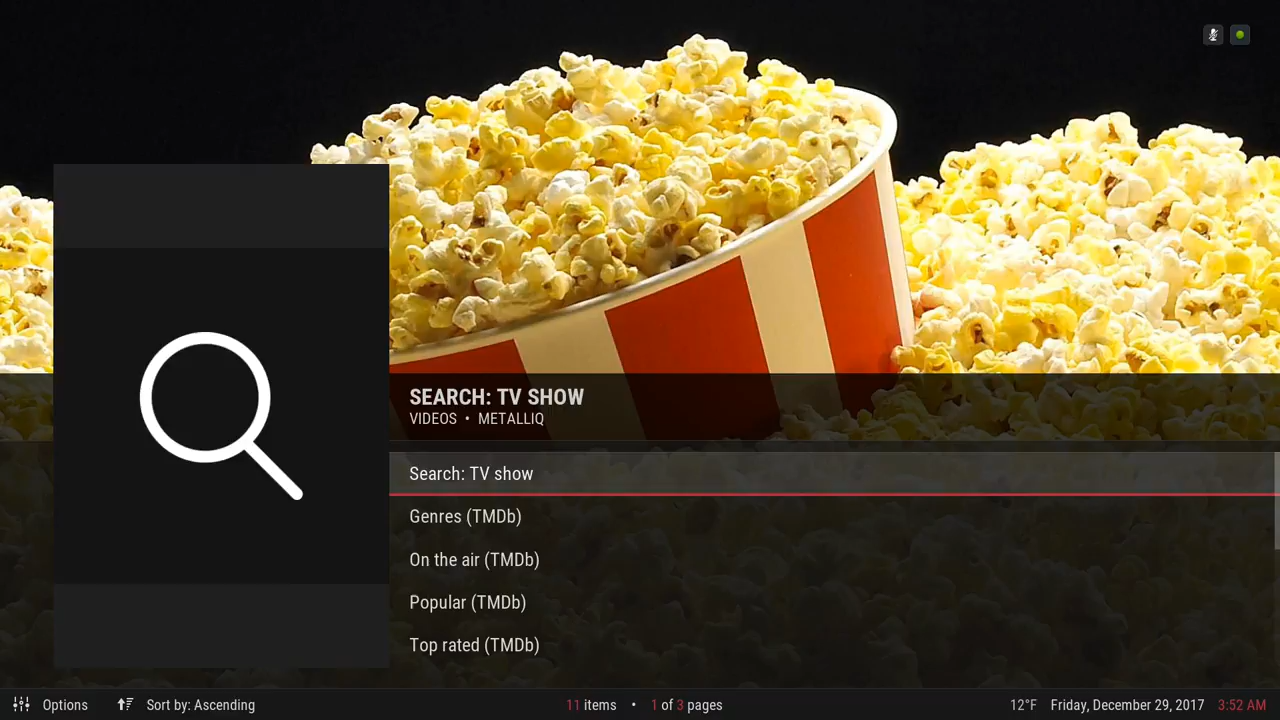 SEARCH: TV SHOW
VIDEOS • METALLIQ
Search: TV show
Genres (TMDb)
On the air (TMDb)
Popular (TMDb)
Top rated (TMDb)
Options Sort by: Ascending 11 items • 1 of 3 pages 12°F Friday, December 29, 2017 3:52 AM